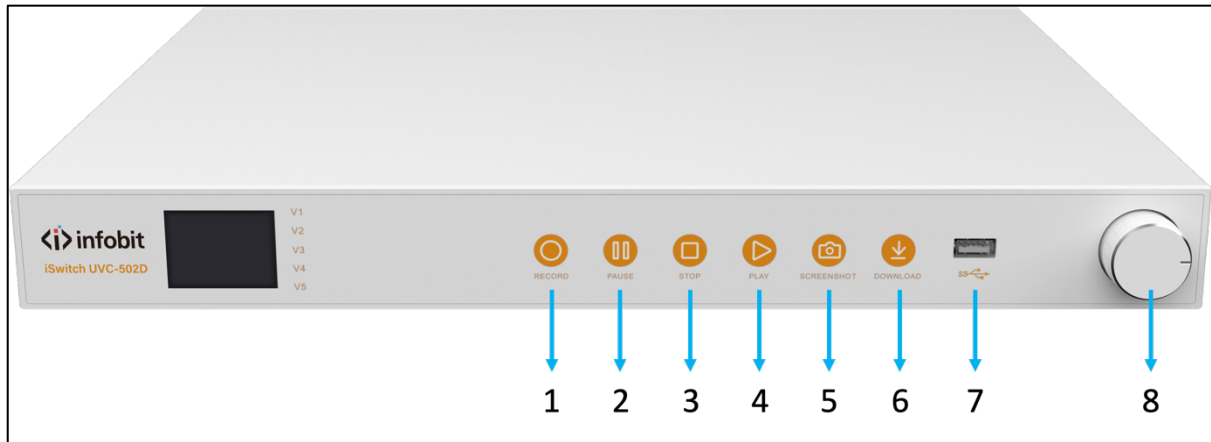 infobit
iSwitch UVC-502D
V1
V2
V3
V4
V5
RECORD
PAUSE
STOP
PLAY
SCREENSHOT
DOWNLOAD
SS
1 2 3 4 5 6 7 8